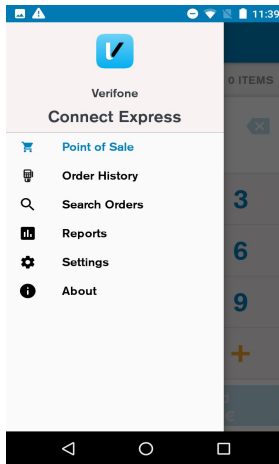 11:39
Verifone
Connect Express
0 ITEMS
Point of Sale
Order History
Search Orders
Reports
Settings
About
3
6
9
+